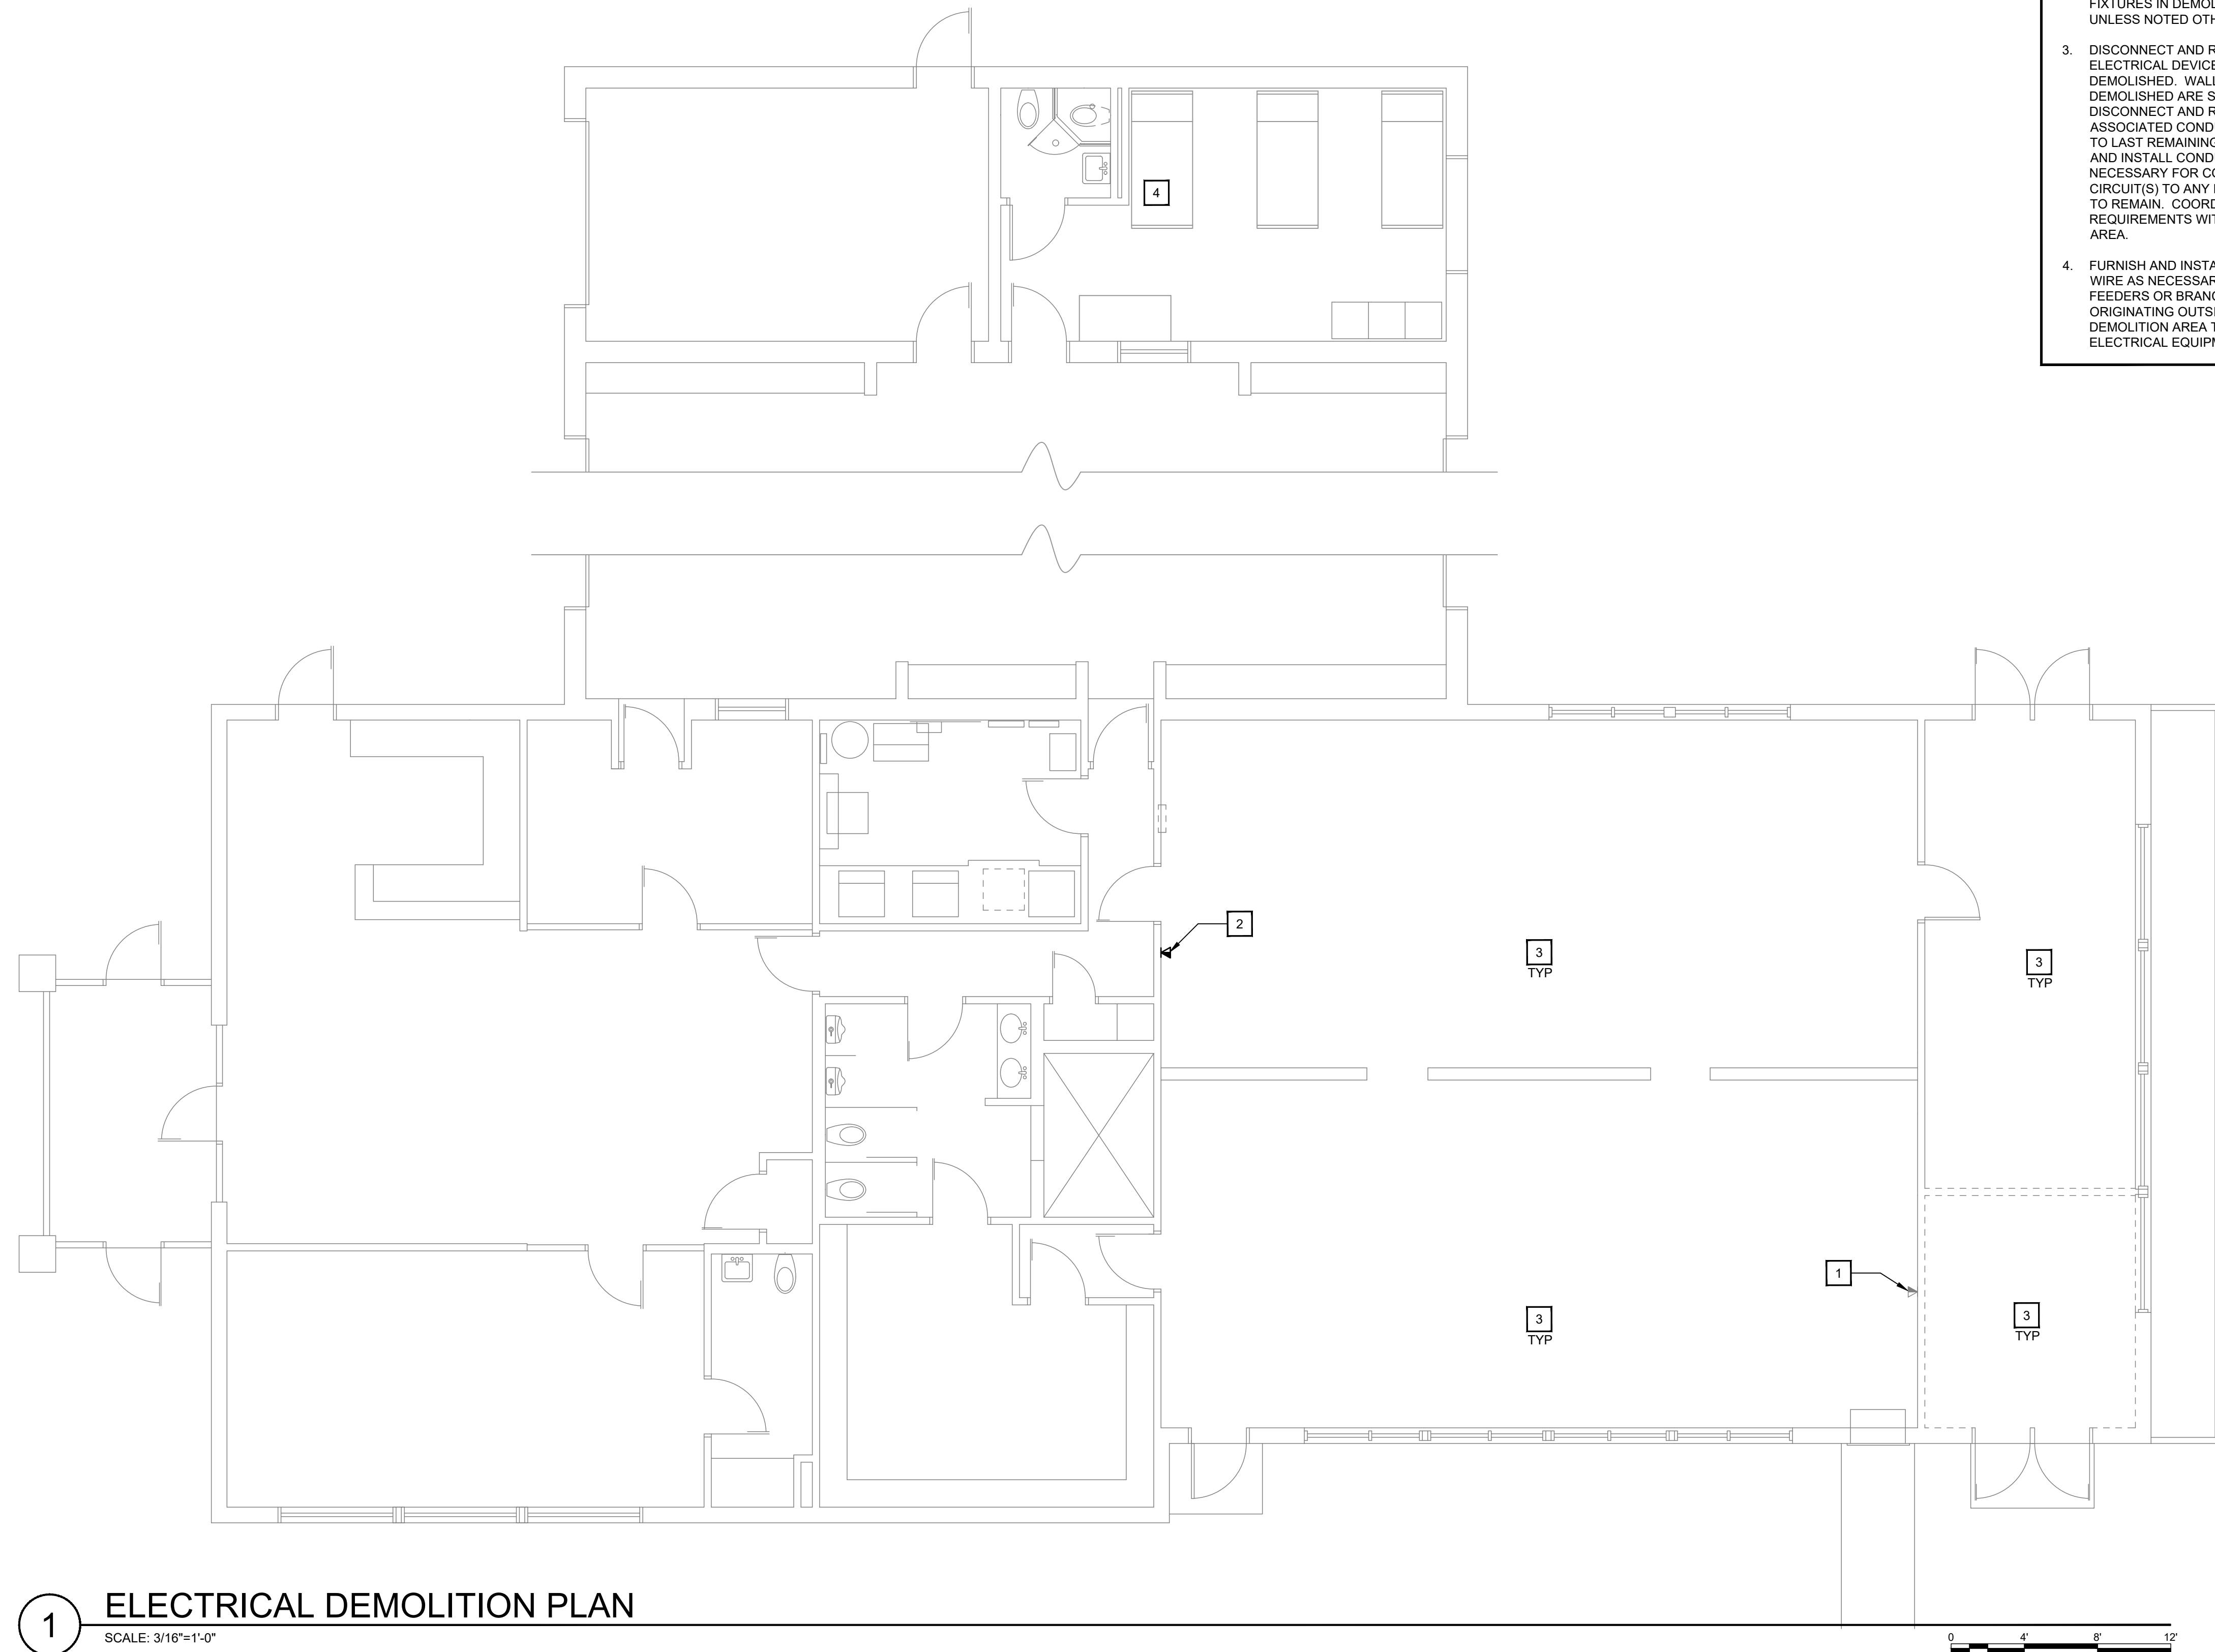 FIXTURES IN DEMOL
UNLESS NOTED OTH
3. DISCONNECT AND R
ELECTRICAL DEVICE
DEMOLISHED. WALL
DEMOLISHED ARE S
DISCONNECT AND R
ASSOCIATED COND
TO LAST REMAINING
AND INSTALL COND
NECESSARY FOR CO
CIRCUIT(S) TO ANY
TO REMAIN. COORD
REQUIREMENTS WIT
AREA.
4. FURNISH AND INSTA
WIRE AS NECESSAR
FEEDERS OR BRANC
ORIGINATING OUTSI
DEMOLITION AREA T
ELECTRICAL EQUIPM
4
2
3
TYP
3
TYP
1
3
TYP
3
TYP
1
ELECTRICAL DEMOLITION PLAN
SCALE: 3/16"=1'-0"
0 4' 8' 12'